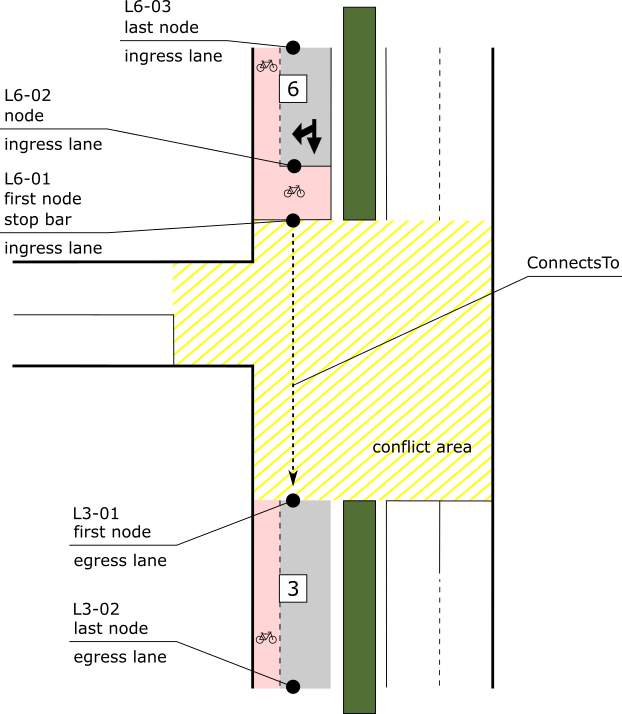 L6-03
last node
ingress lane
6
L6-02
node
ingress lane
L6-01
first node
stop bar
ingress lane
ConnectsTo
conflict area
L3-01
first node
egress lane
3
L3-02
last node
egress lane